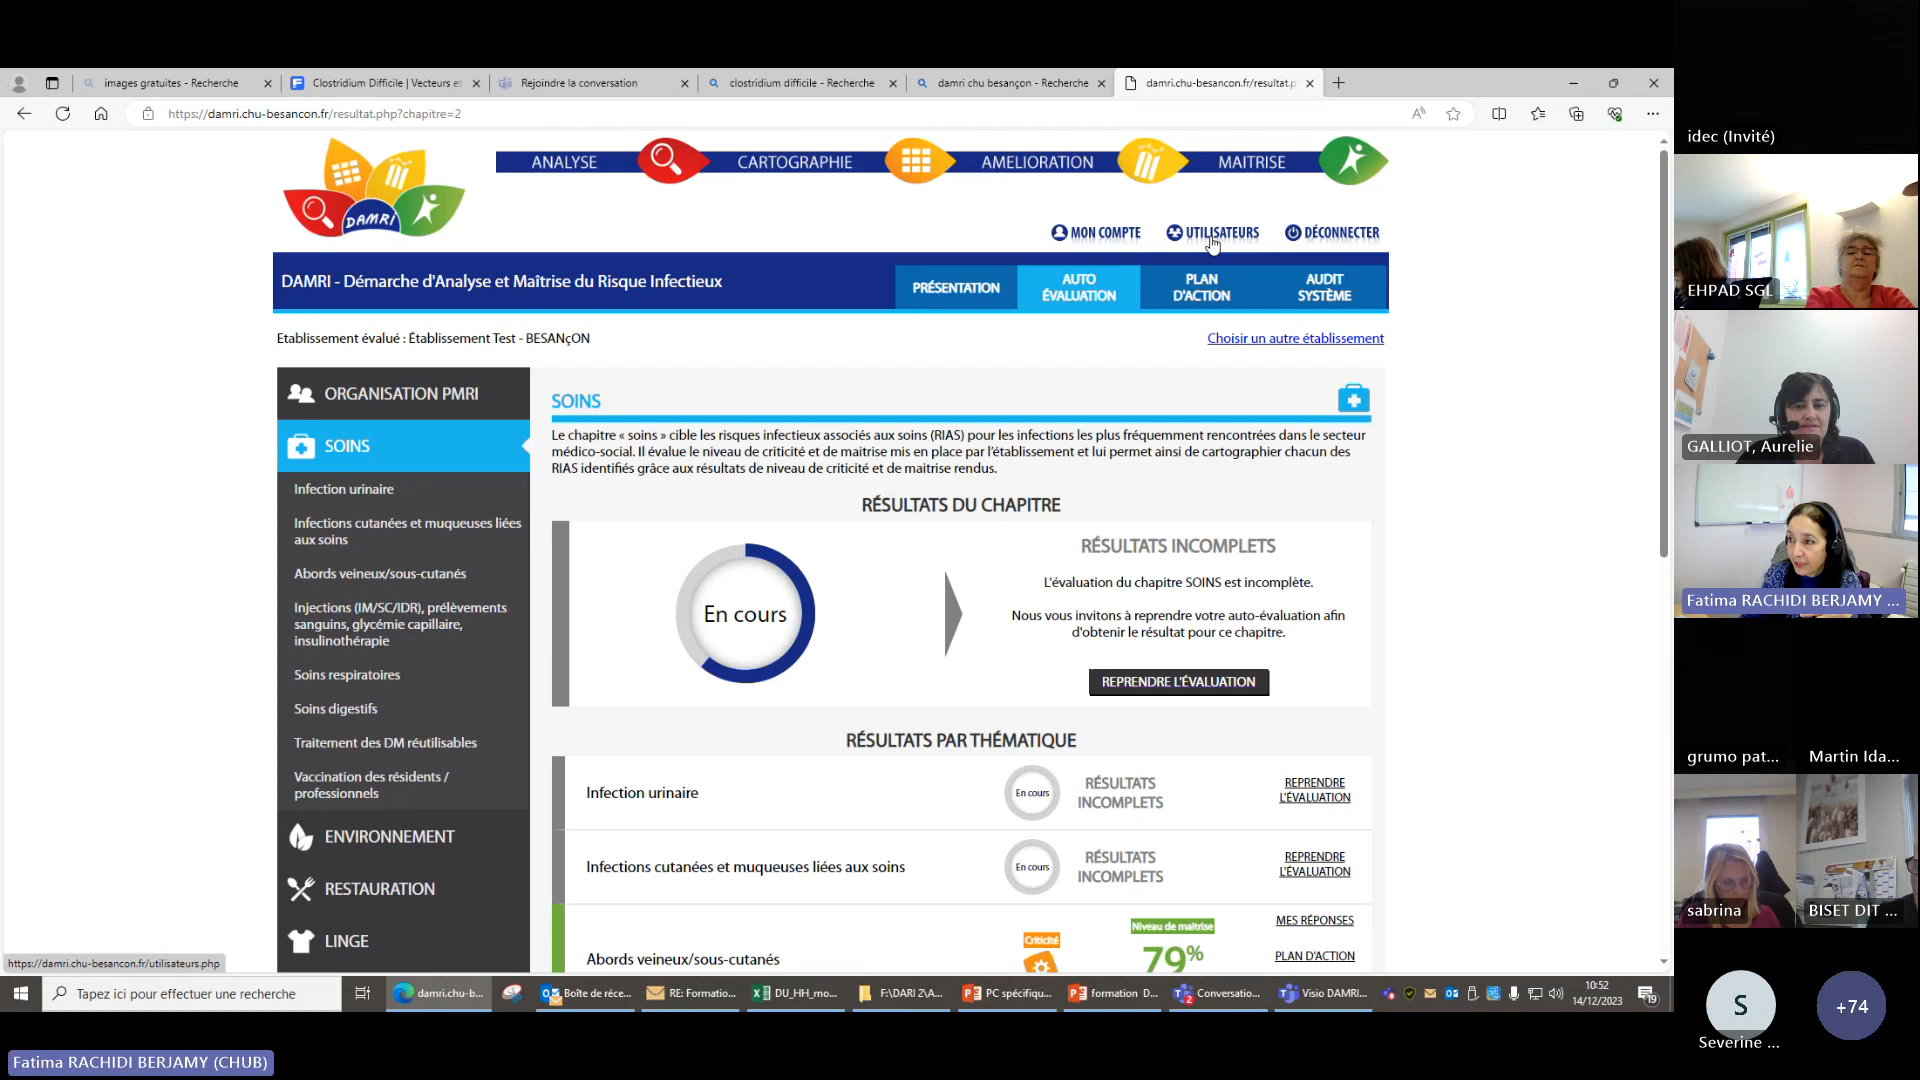 images gratuites - Recherche
Clostridium Difficile | Vecteurs et
Rejoindre la conversation
clostridium difficile - Recherche
damri chu besançon - Recherche
damri.chu-besancon.fr/resultat.p
https://damri.chu-besancon.fr/resultat.php?chapitre=2
DAMRI
ANALYSE
CARTOGRAPHIE
AMELIORATION
MAITRISE
MON COMPTE
UTILISATEURS
DÉCONNECTER
DAMRI - Démarche d'Analyse et Maîtrise du Risque Infectieux
PRÉSENTATION
AUTO
ÉVALUATION
PLAN
D'ACTION
AUDIT
SYSTÈME
Etablissement évalué : Établissement Test - BESANçON
Choisir un autre établissement
ORGANISATION PMRI
SOINS
Infection urinaire
Infections cutanées et muqueuses liées
aux soins
Abords veineux/sous-cutanés
Injections (IM/SC/IDR), prélèvements
sanguins, glycémie capillaire,
insulinothérapie
Soins respiratoires
Soins digestifs
Traitement des DM réutilisables
Vaccination des résidents /
professionnels
ENVIRONNEMENT
RESTAURATION
LINGE
SOINS
Le chapitre « soins » cible les risques infectieux associés aux soins (RIAS) pour les infections les plus fréquemment rencontrées dans le secteur
médico-social. Il évalue le niveau de criticité et de maitrise mis en place par l'établissement et lui permet ainsi de cartographier chacun des
RIAS identifiés grâce aux résultats de niveau de criticité et de maitrise rendus.
RÉSULTATS DU CHAPITRE
En cours
RÉSULTATS INCOMPLETS
L'évaluation du chapitre SOINS est incomplète.
Nous vous invitons à reprendre votre auto-évaluation afin
d'obtenir le résultat pour ce chapitre.
REPRENDRE L'ÉVALUATION
RÉSULTATS PAR THÉMATIQUE
Infection urinaire
En cours
RÉSULTATS
INCOMPLETS
REPRENDRE
L'ÉVALUATION
Infections cutanées et muqueuses liées aux soins
En cours
RÉSULTATS
INCOMPLETS
REPRENDRE
L'ÉVALUATION
Abords veineux/sous-cutanés
Criticité
Niveau de maitrise
79%
MES RÉPONSES
PLAN D'ACTION
https://damri.chu-besancon.fr/utilisateurs.php
Tapez ici pour effectuer une recherche
damri.chu-b...
Boîte de réce...
RE: Formatio...
DU_HH_mo...
F:\DARI 2\A...
PC spécifiqu...
formation D...
Conversatio...
Visio DAMRI...
10:52
14/12/2023
19
idec (Invité)
EHPAD SGL
GALLIOT, Aurelie
Fatima RACHIDI BERJAMY ...
grumo pat...
Martin Ida...
sabrina
BISET DIT ...
S
Severine ...
+74
Fatima RACHIDI BERJAMY (CHUB)